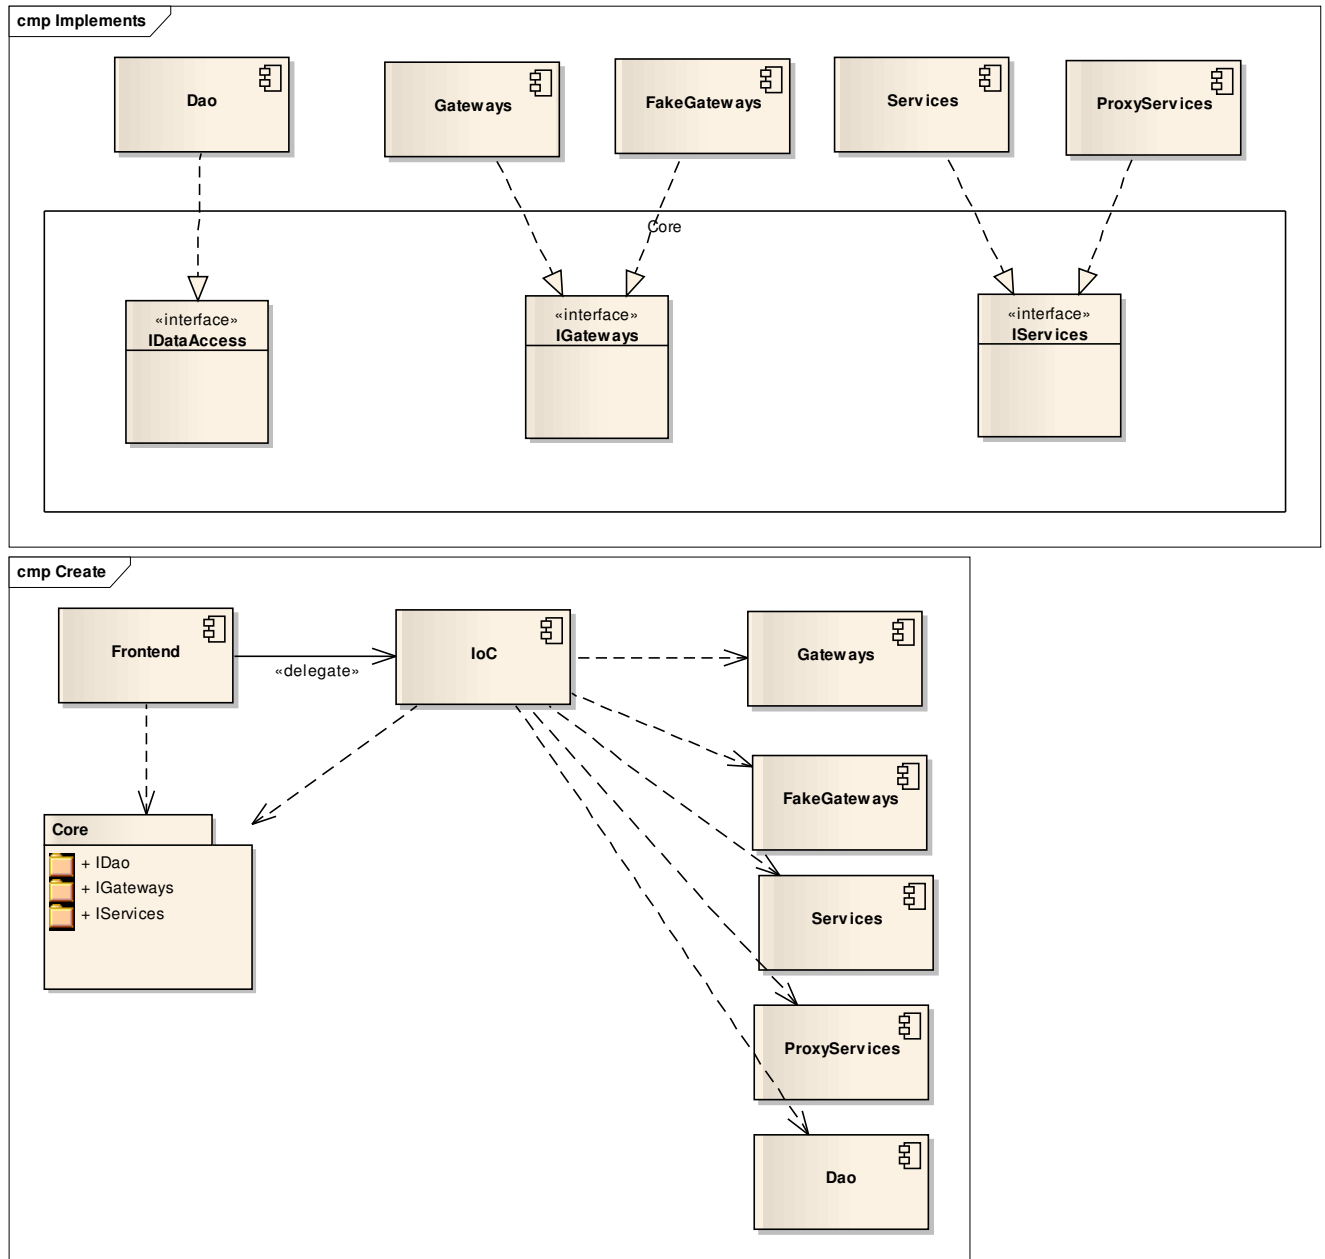 cmp Implements
Dao
Gateways
FakeGateways
Services
ProxyServices
Core
«interface»
IDataAccess
«interface»
IGateways
«interface»
IServices
cmp Create
Frontend
«delegate»
IoC
Gateways
FakeGateways
Services
ProxyServices
Dao
Core
+ IDao
+ IGateways
+ IServices